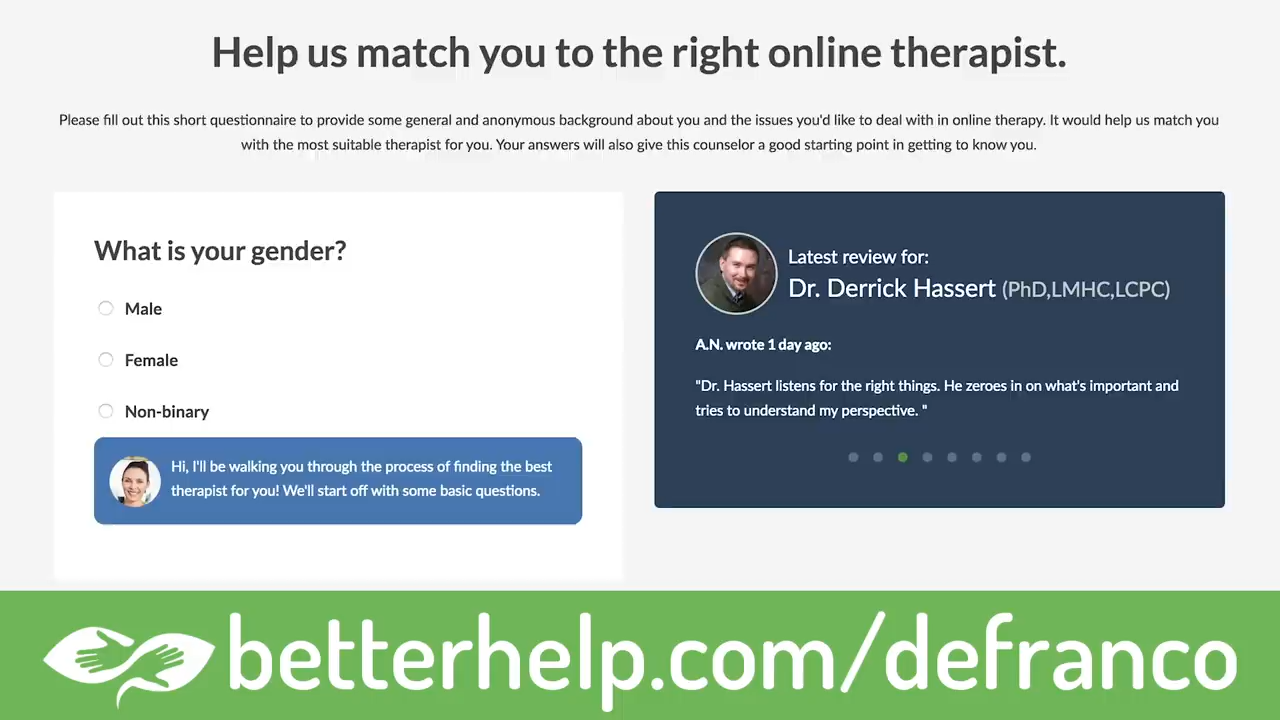 Help us match you to the right online therapist.
Please fill out this short questionnaire to provide some general and anonymous background about you and the issues you'd like to deal with in online therapy. It would help us match you
with the most suitable therapist for you. Your answers will also give this counselor a good starting point in getting to know you.
What is your gender?
Male
Female
Non-binary
Hi, I'll be walking you through the process of finding the best
therapist for you! We'll start off with some basic questions.
Latest review for:
Dr. Derrick Hassert (PhD,LMHC,LCPC)
A.N. wrote 1 day ago:
"Dr. Hassert listens for the right things. He zeroes in on what's important and
tries to understand my perspective. "
betterhelp.com/defranco